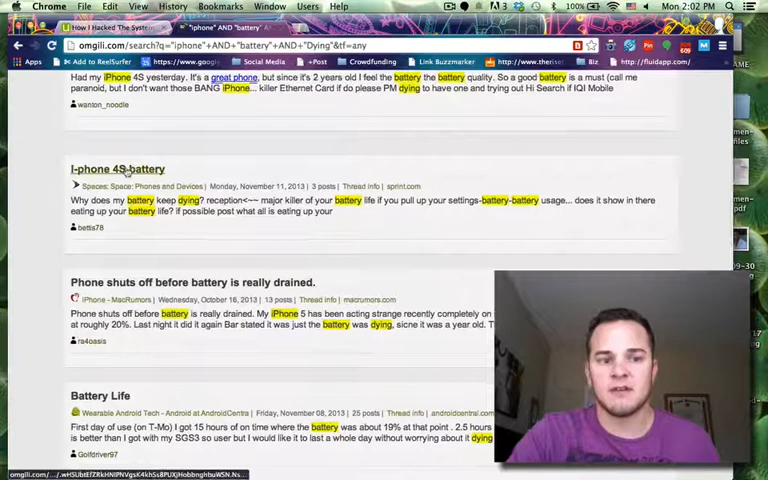 Chrome File Edit View History Bookmarks Window Users Help
100% Mon 2:02 PM
How I Hacked The System
"iphone" AND "battery" A
omgili.com/search?q="iphone"+AND+"battery"+AND+"Dying"&tf=any
Apps Add to ReelSurfer https://www.googl Social Media +Post Crowdfunding Link Buzzmarker http://www.therise Biz http://fluidapp.com/
Had my iPhone 4S yesterday. It's a great phone, but since it's 2 years old I feel the battery the battery quality. So a good battery is a must (call me
paranoid, but I don't want those BANG iPhone... killer Ethernet Card if do please PM dying to have one and trying out Hi Search if IQI Mobile
wanton_noodle
I-phone 4S battery
Spaces: Space: Phones and Devices | Monday, November 11, 2013 | 3 posts | Thread info | sprint.com
Why does my battery keep dying? reception<~~ major killer of your battery life if you pull up your settings-battery-battery usage... does it show in there
eating up your battery life? if possible post what all is eating up your
betts78
Phone shuts off before battery is really drained.
iPhone - MacRumors | Wednesday, October 16, 2013 | 13 posts | Thread info | macrumors.com
Phone shuts off before battery is really drained. My iPhone 5 has been acting strange recently completely on
at roughly 20%. Last night it did it again Bar stated it was just the battery was dying, sicne it was a year old. T
ra4oasis
Battery Life
Wearable Android Tech - Android at AndroidCentra | Friday, November 08, 2013 | 25 posts | Thread info | androidcentral.com
First day of use (on T-Mo) I got 15 hours of on time where the battery was about 19% at that point . 2.5 hours
is better than I got with my SGS3 so user but I would like it to last a whole day without worrying about it dying
Golfdriver97